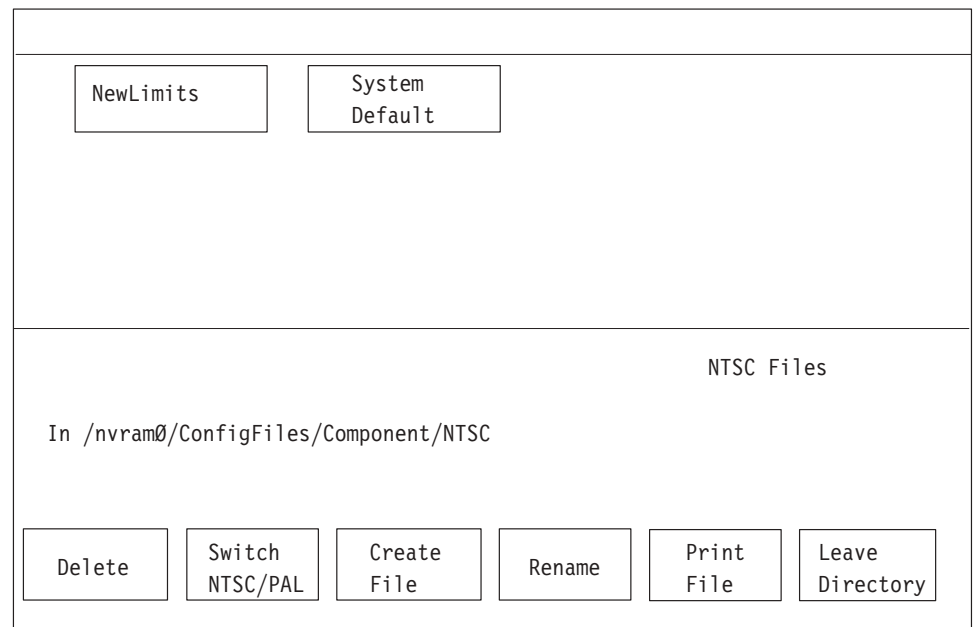 NewLimits
System
Default
NTSC Files
In /nvramØ/ConfigFiles/Component/NTSC
Delete
Switch
NTSC/PAL
Create
File
Rename
Print
File
Leave
Directory